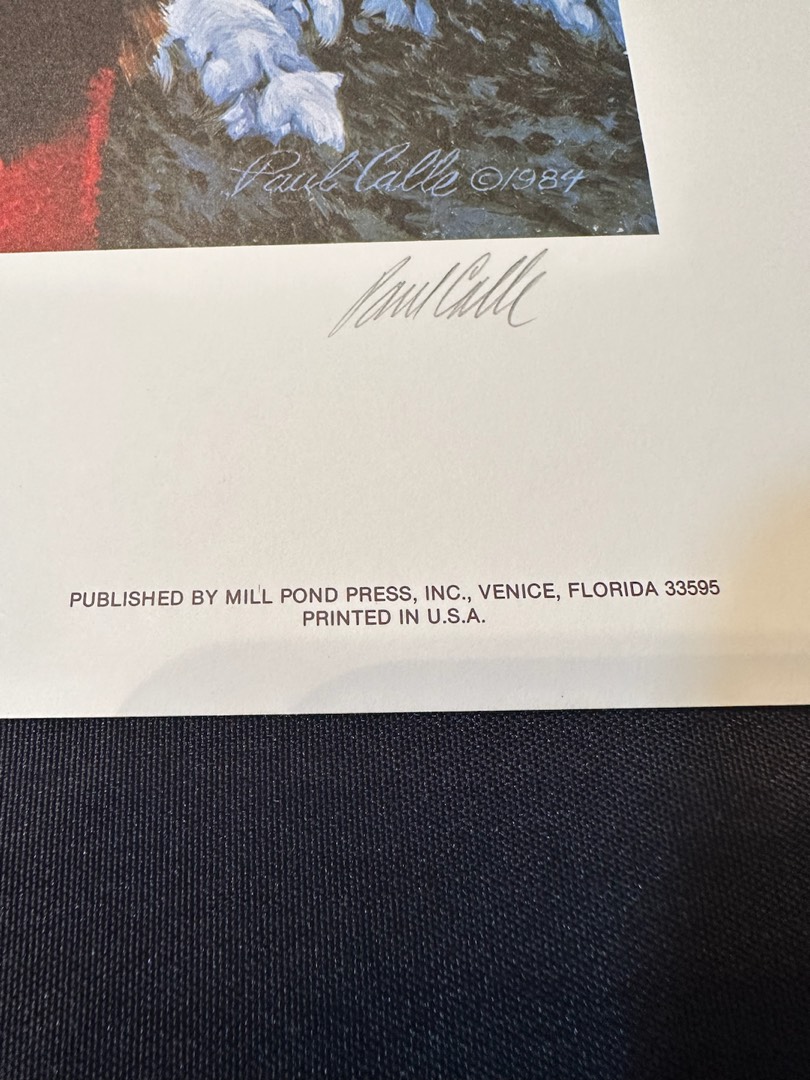 Paul Calle ©1984
Paul Calle
PUBLISHED BY MILL POND PRESS, INC., VENICE, FLORIDA 33595
PRINTED IN U.S.A.